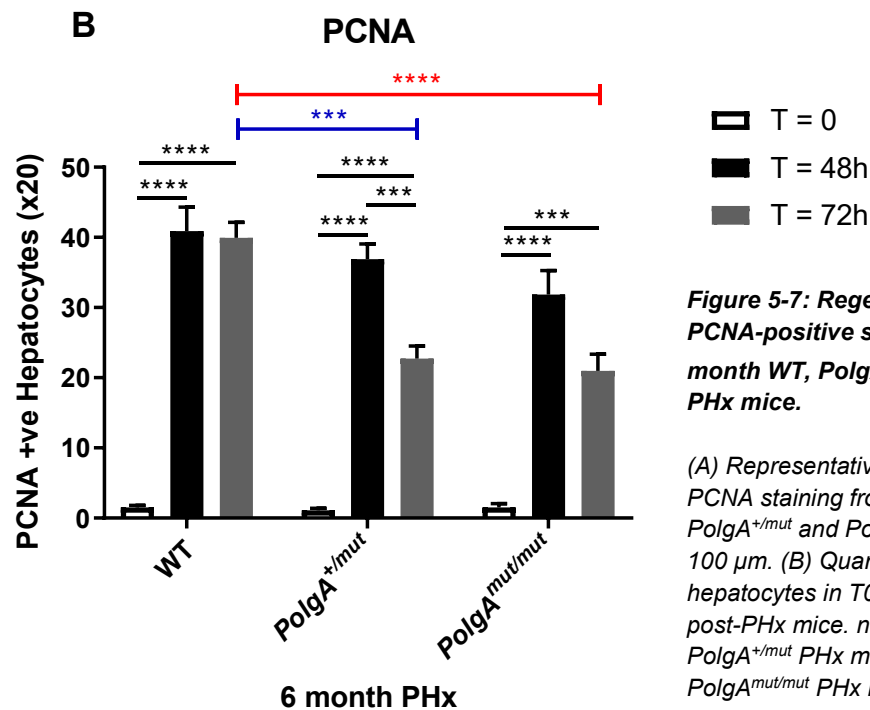 B
PCNA
****
***
T = 0
T = 48h
T = 72h
PCNA +ve Hepatocytes (x20)
50
40
30
20
10
0
****
****
****
***
****
***
****
WT
PolgA+/mut
PolgAmut/mut
6 month PHx
Figure 5-7: Rege
PCNA-positive s
month WT, Polg
PHx mice.
(A) Representativ
PCNA staining fro
PolgA+/mut and Po
100 µm. (B) Quan
hepatocytes in T0
post-PHx mice. n
PolgA+/mut PHx m
PolgAmut/mut PHx